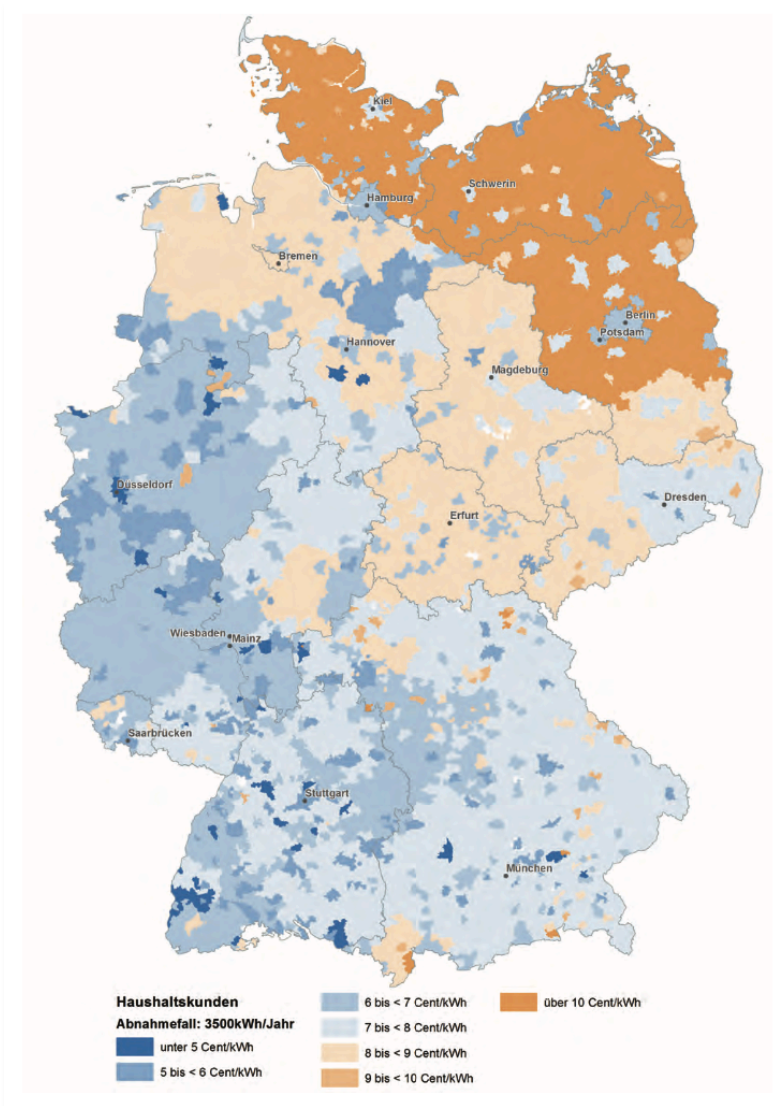 Kiel
Schwerin
Hamburg
Bremen
Berlin
Potsdam
Hannover
Magdeburg
Düsseldorf
Dresden
Erfurt
Wiesbaden
Mainz
Saarbrücken
Stuttgart
München
Haushaltskunden
Abnahmefall: 3500kWh/Jahr
unter 5 Cent/kWh
5 bis < 6 Cent/kWh
6 bis < 7 Cent/kWh
7 bis < 8 Cent/kWh
8 bis < 9 Cent/kWh
9 bis < 10 Cent/kWh
über 10 Cent/kWh